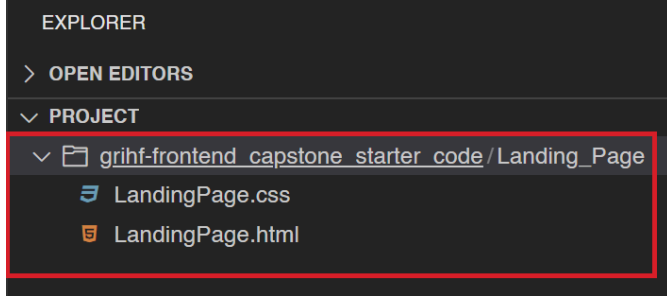 EXPLORER
OPEN EDITORS
PROJECT
grihf-frontend_capstone_starter_code/Landing_Page
LandingPage.css
LandingPage.html